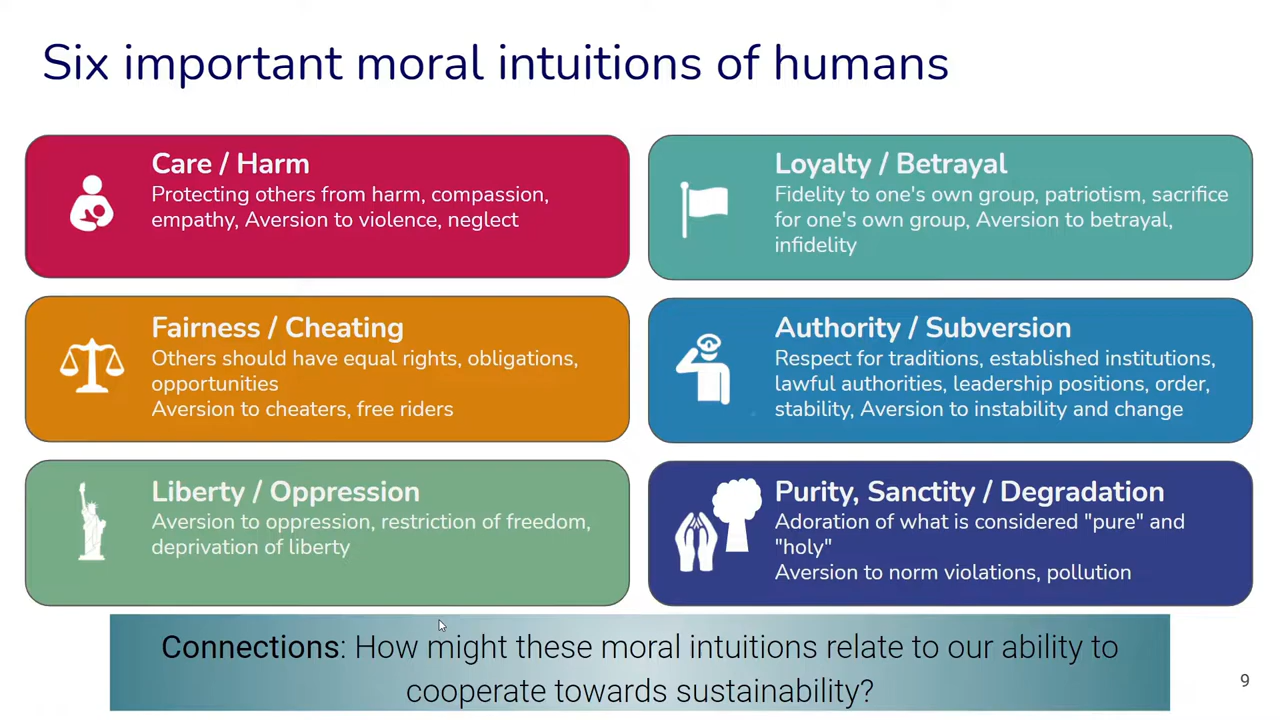 Six important moral intuitions of humans
Care / Harm
Protecting others from harm, compassion,
empathy, Aversion to violence, neglect
Fairness / Cheating
Others should have equal rights, obligations,
opportunities
Aversion to cheaters, free riders
Liberty / Oppression
Aversion to oppression, restriction of freedom,
deprivation of liberty
Loyalty / Betrayal
Fidelity to one's own group, patriotism, sacrifice
for one's own group, Aversion to betrayal,
infidelity
Authority / Subversion
Respect for traditions, established institutions,
lawful authorities, leadership positions, order,
stability, Aversion to instability and change
Purity, Sanctity / Degradation
Adoration of what is considered "pure" and
"holy"
Aversion to norm violations, pollution
Connections: How might these moral intuitions relate to our ability to
cooperate towards sustainability?
9